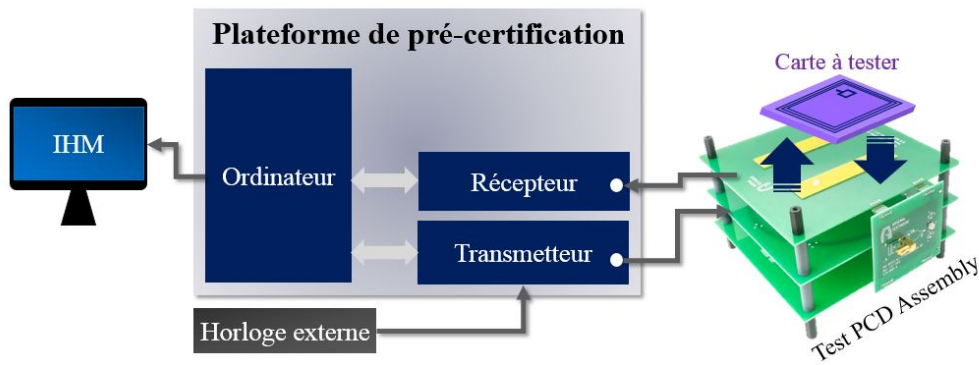 Plateforme de pré-certification
Carte à tester
IHM
Ordinateur
Récepteur
Transmetteur
Horloge externe
Test PCD Assembly